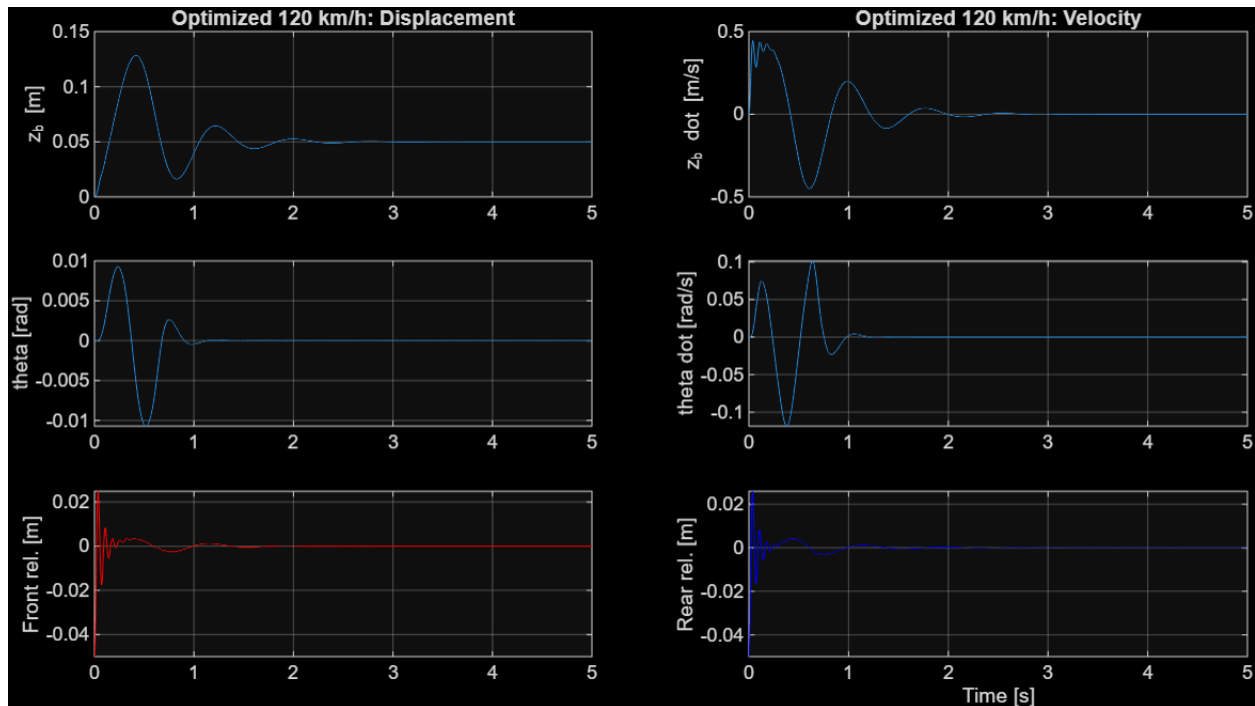 Optimized 120 km/h: Displacement
0.15
0.1
0.05
0
z_b [m]
0 1 2 3 4 5
Optimized 120 km/h: Velocity
0.5
0
-0.5
z_b dot [m/s]
0 1 2 3 4 5
0.01
0.005
0
-0.005
-0.01
theta [rad]
0 1 2 3 4 5
0.1
0.05
0
-0.05
-0.1
theta dot [rad/s]
0 1 2 3 4 5
0.02
0
-0.02
-0.04
Front rel. [m]
0 1 2 3 4 5
0.02
0
-0.02
-0.04
Rear rel. [m]
0 1 2 3 4 5
Time [s]